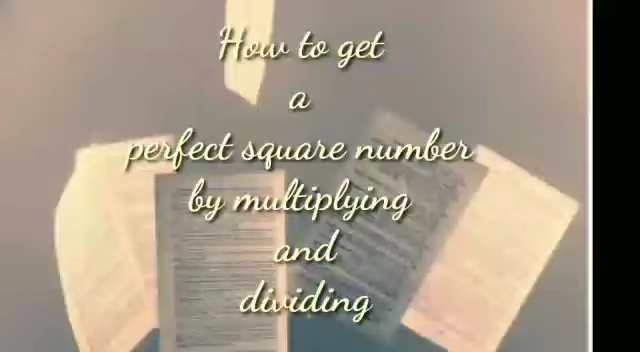 How to get
a
perfect square number
by multiplying
and
dividing